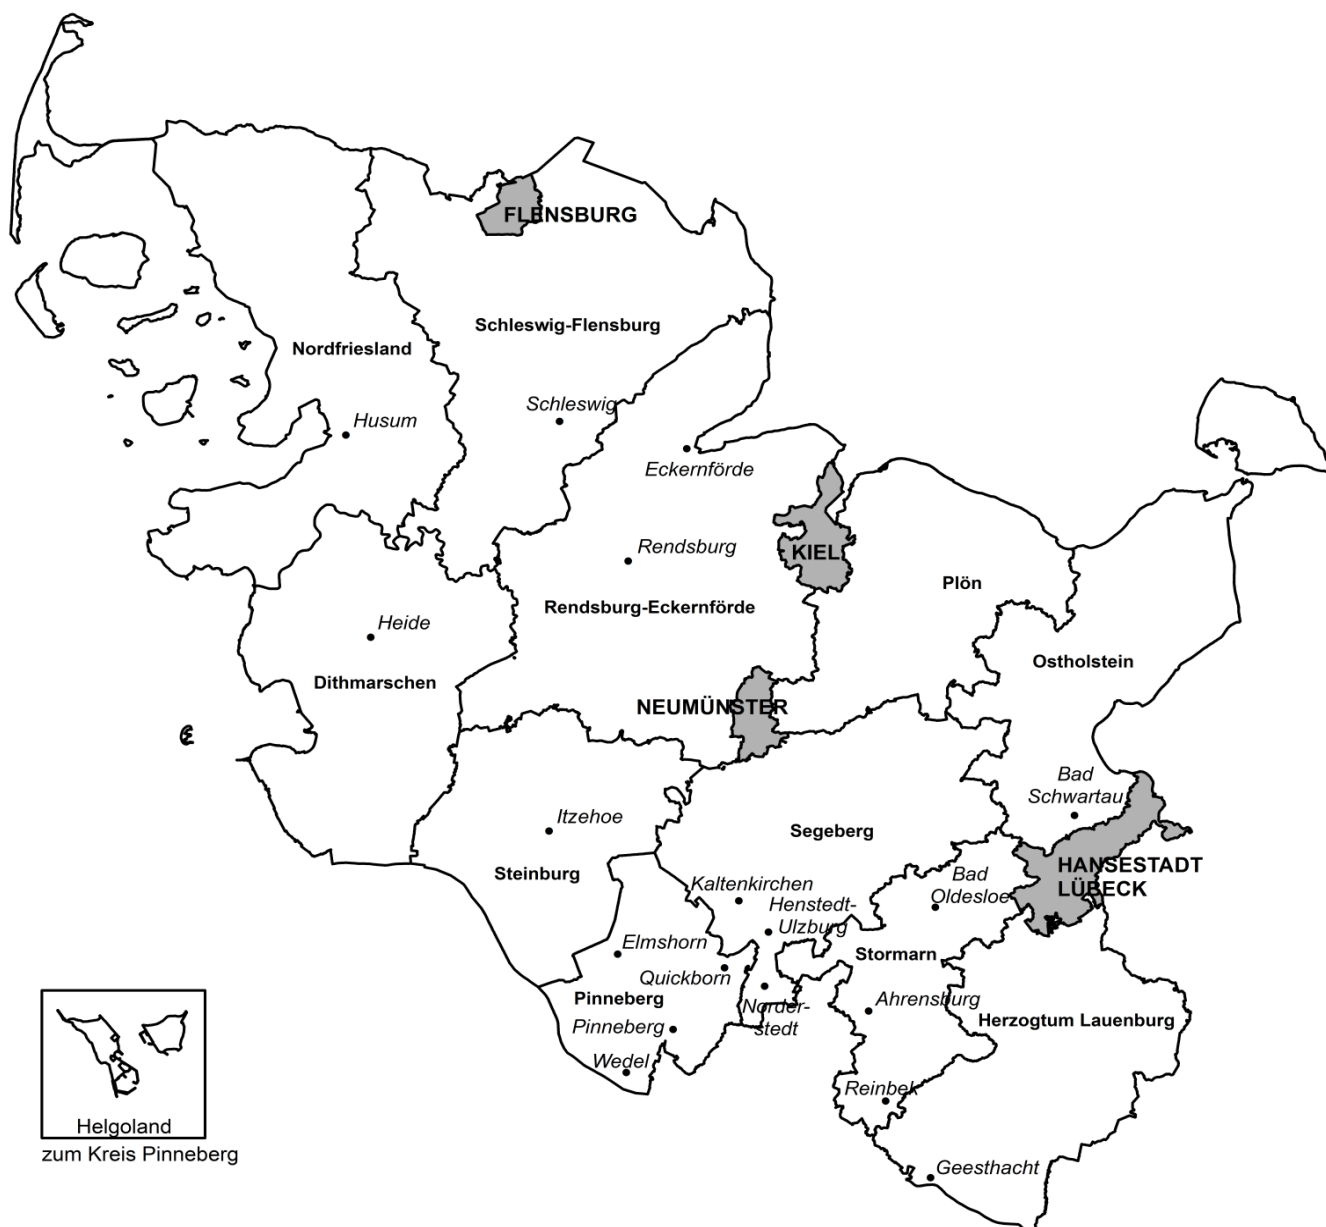 FLENSBURG
Schleswig-Flensburg
Nordfriesland
Schleswig
Husum
Eckernförde
Rendsburg
KIEL
Plön
Rendsburg-Eckernförde
Heide
Ostholstein
Dithmarschen
NEUMÜNSTER
Bad
Schwartau
Itzehoe
Segeberg
Steinburg
HANSESTADT
LÜBECK
Kaltenkirchen
Bad
Oldesloe
Henstedt-
Ulzburg
Elmshorn
Stormarn
Quickborn
Pinneberg
Norder-
stedt
Ahrensburg
Herzogtum Lauenburg
Pinneberg
Wedel
Reinbek
Helgoland
zum Kreis Pinneberg
Geesthacht